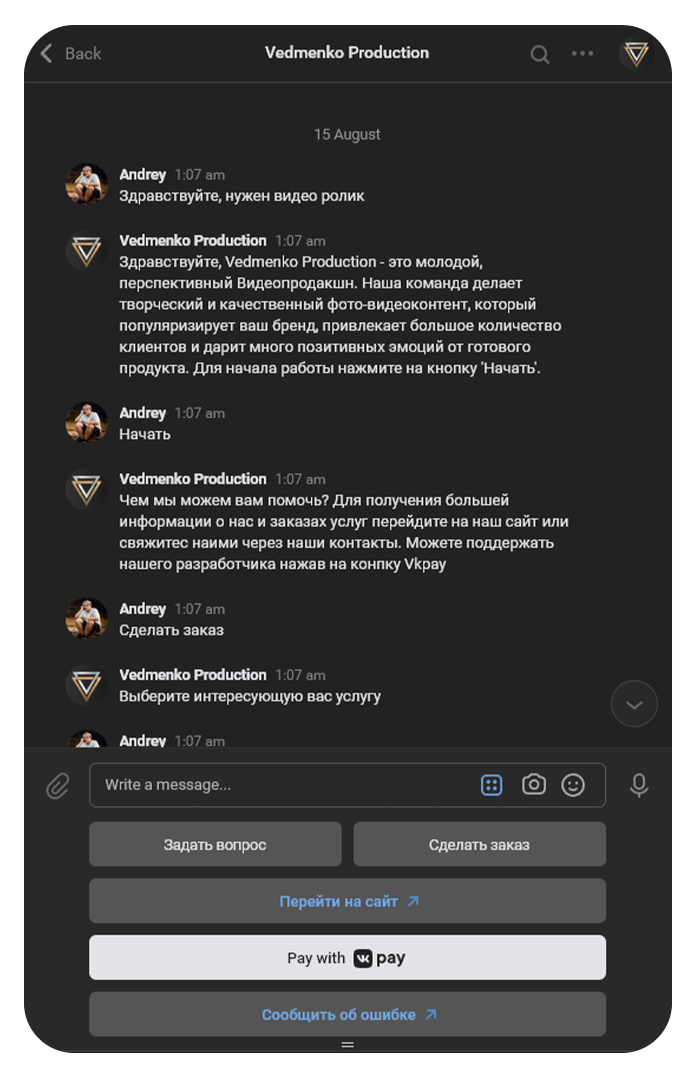 Back
Vedmenko Production
15 August
Andrey 1:07 am
Здравствуйте, нужен видео ролик
Vedmenko Production 1:07 am
Здравствуйте, Vedmenko Production - это молодой,
перспективный Видеопродакшн. Наша команда делает
творческий и качественный фото-видеоконтент, который
популяризирует ваш бренд, привлекает большое количество
клиентов и дарит много позитивных эмоций от готового
продукта. Для начала работы нажмите на кнопку 'Начать'.
Andrey 1:07 am
Начать
Vedmenko Production 1:07 am
Чем мы можем вам помочь? Для получения большей
информации о нас и заказах услуг перейдите на наш сайт или
свяжитес наими через наши контакты. Можете поддержать
нашего разработчика нажав на конпку Vkpay
Andrey 1:07 am
Сделать заказ
Vedmenko Production 1:07 am
Выберите интересующую вас услугу
Andrey 1:07 am
Write a message...
Задать вопрос
Сделать заказ
Перейти на сайт
Pay with VK pay
Сообщить об ошибке